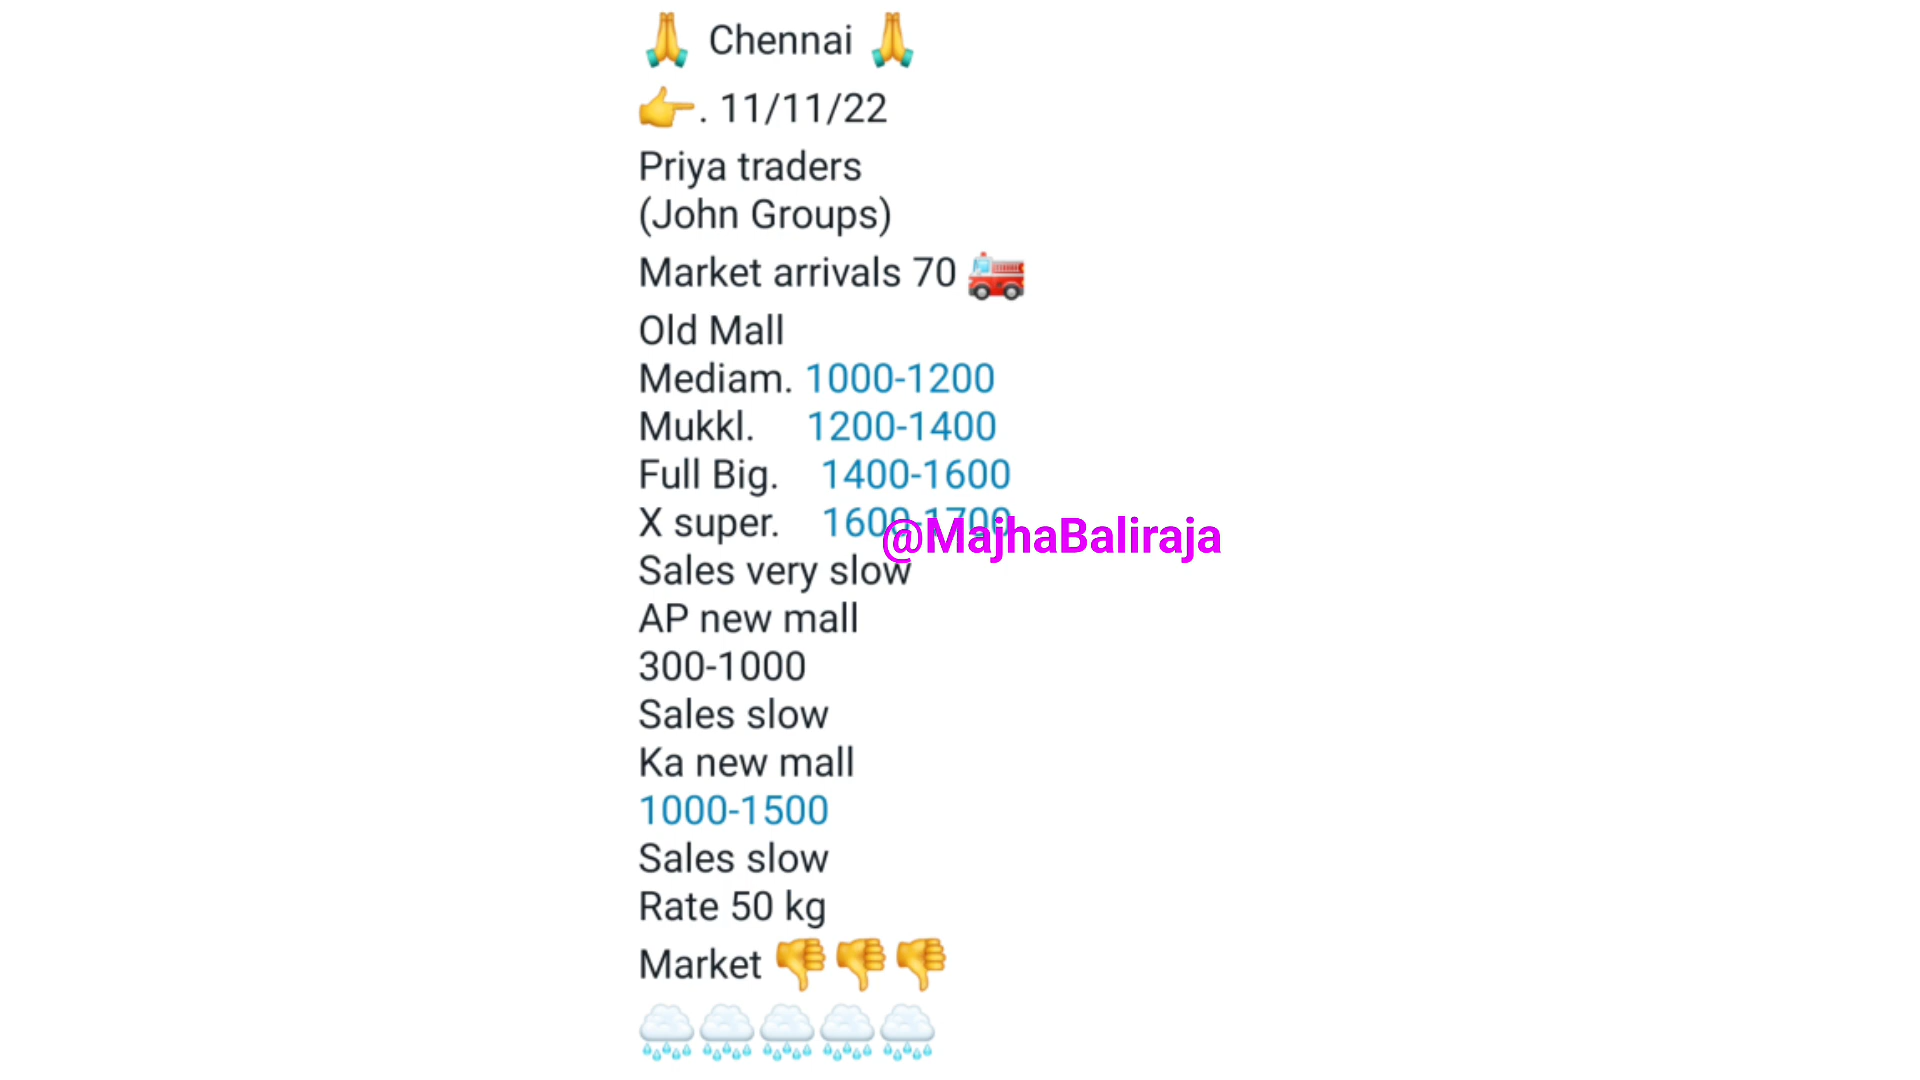 🙏 Chennai 🙏
👉. 11/11/22
Priya traders
(John Groups)
Market arrivals 70 🚒
Old Mall
Mediam. 1000-1200
Mukkl. 1200-1400
Full Big. 1400-1600
X super. 1600-1700
@MajhaBaliraja
Sales very slow
AP new mall
300-1000
Sales slow
Ka new mall
1000-1500
Sales slow
Rate 50 kg
Market 👎👎👎
🌧️🌧️🌧️🌧️🌧️